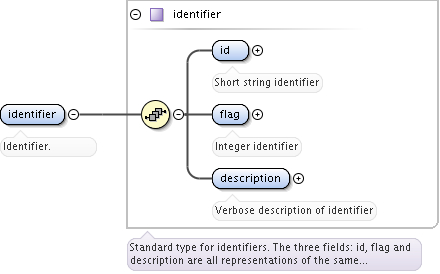 identifier
id
Short string identifier
identifier
flag
Identifier.
Integer identifier
description
Verbose description of identifier
Standard type for identifiers. The three fields: id, flag and
description are all representations of the same...